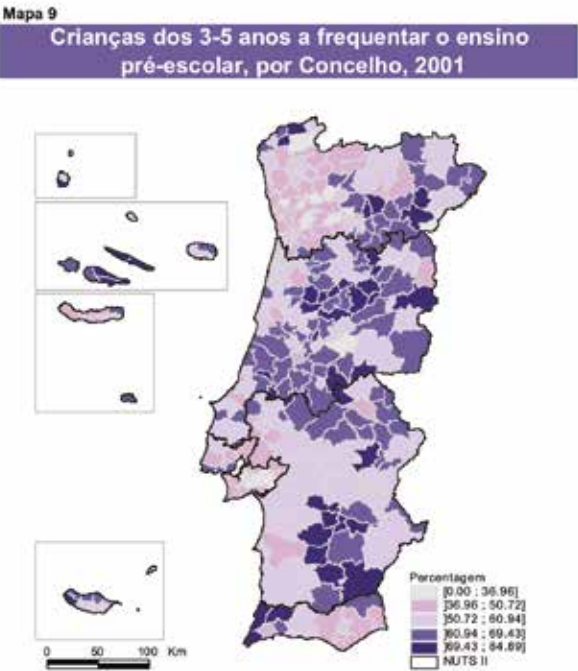 Mapa 9
Crianças dos 3-5 anos a frequentar o ensino
pré-escolar, por Concelho, 2001
Percentagem
[0.00 ; 36.96]
]36.96 ; 50.72]
]50.72 ; 60.94]
]60.94 ; 69.43]
]69.43 ; 84.89]
NUTS II
0 50 100 Km